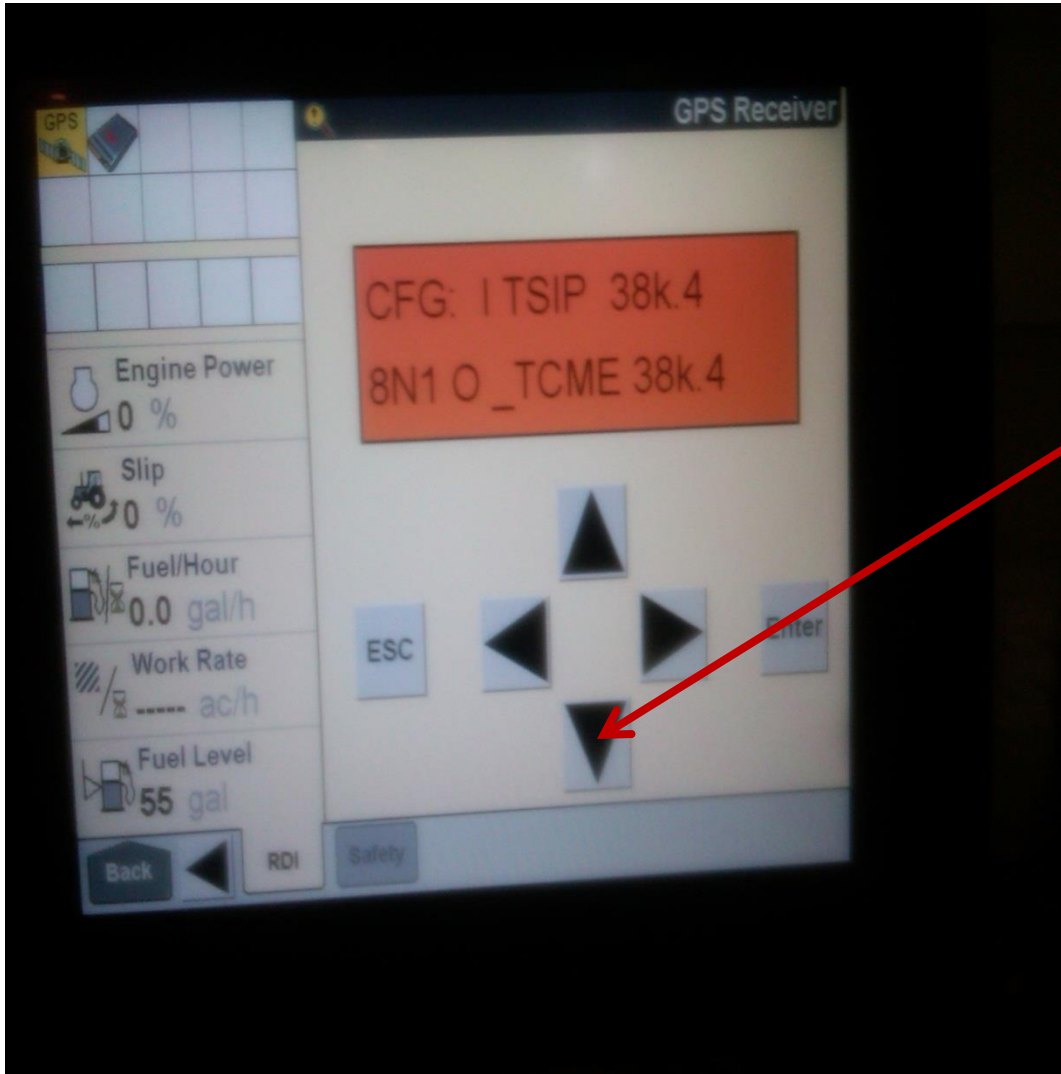 GPS
GPS Receiver
CFG: I TSIP 38k.4
8N1 O _TCME 38k.4
Engine Power
0 %
Slip
0 %
Fuel/Hour
0.0 gal/h
Work Rate
----- ac/h
Fuel Level
55 gal
ESC
Enter
Back
RDI
Safety